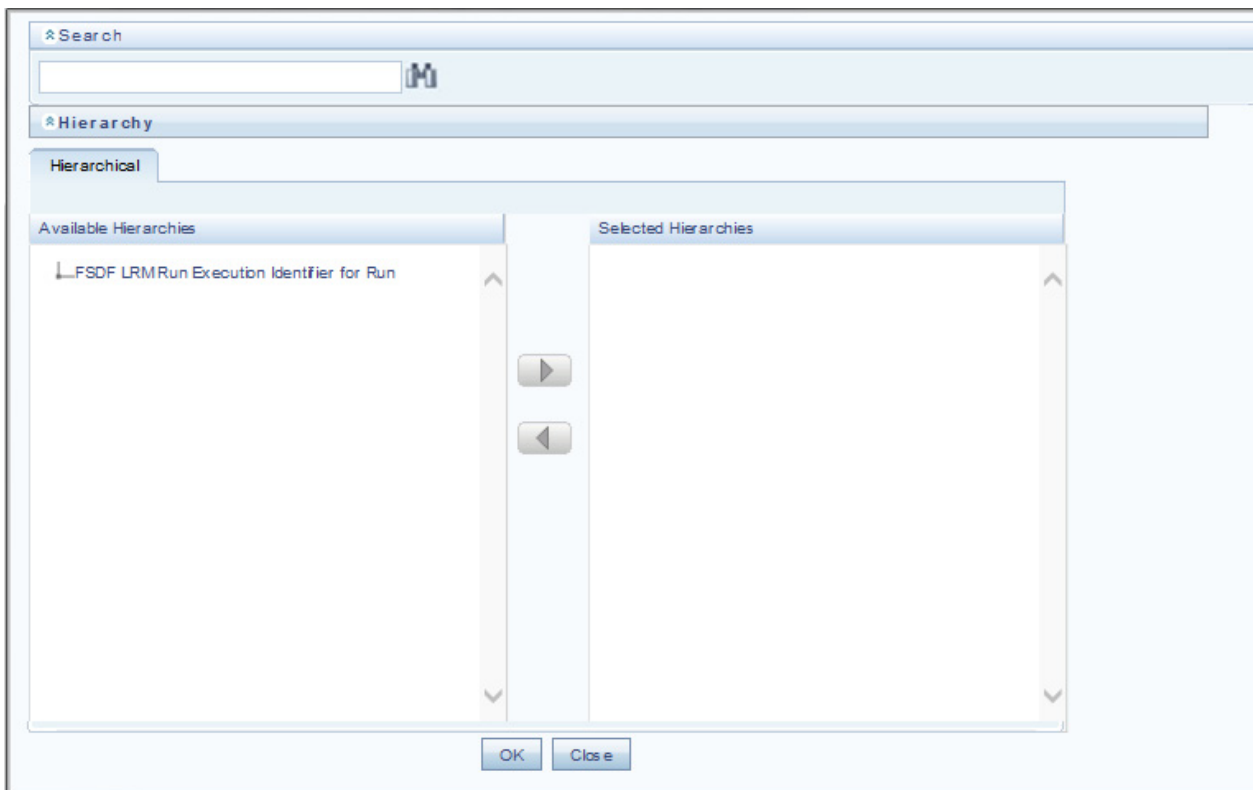 Search
Hierarchy
Hierarchical
Available Hierarchies
Selected Hierarchies
FSDF LRM Run Execution Identifier for Run
OK
Close